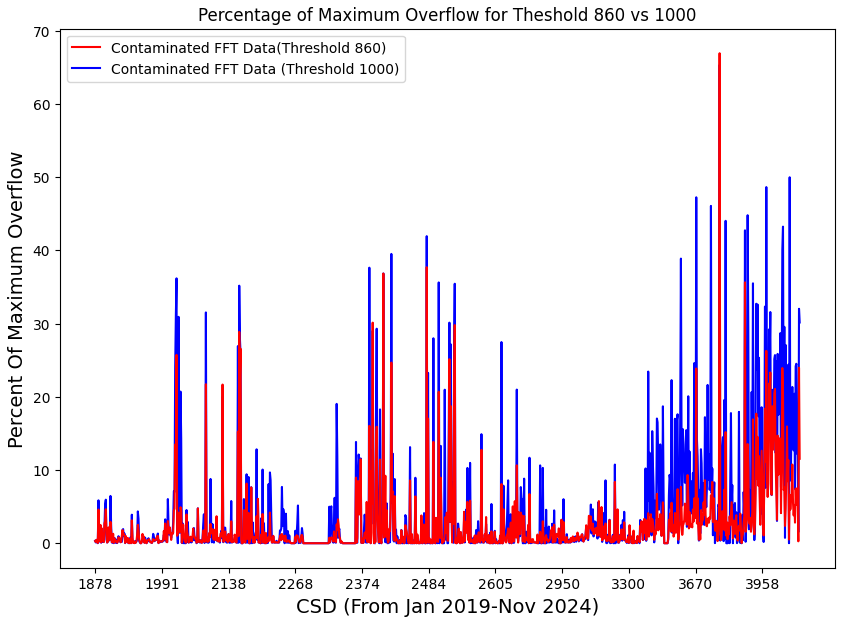 Percentage of Maximum Overflow for Theshold 860 vs 1000
Contaminated FFT Data(Threshold 860)
Contaminated FFT Data (Threshold 1000)
Percent Of Maximum Overflow
70
60
50
40
30
20
10
0
1878 1991 2138 2268 2374 2484 2605 2950 3300 3670 3958
CSD (From Jan 2019-Nov 2024)